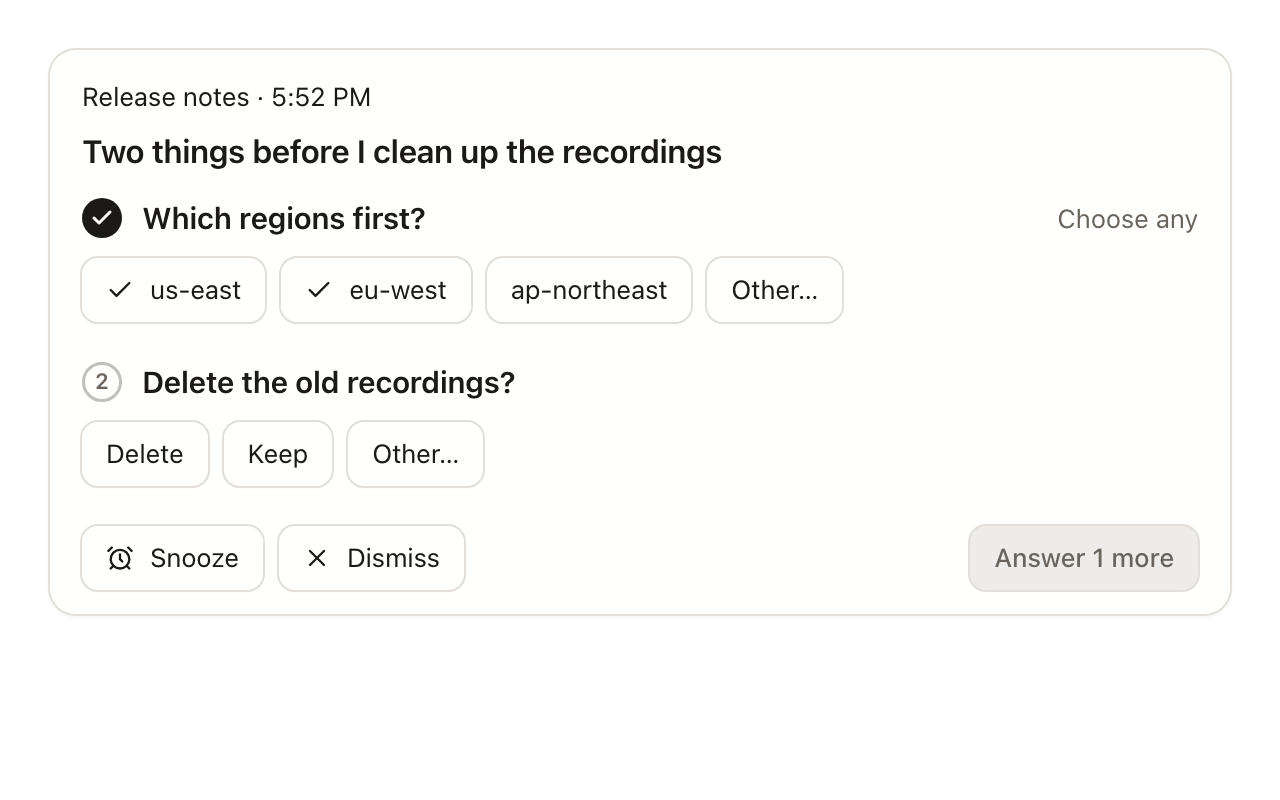 Release notes · 5:52 PM
Two things before I clean up the recordings
Which regions first? Choose any
us-east eu-west ap-northeast Other...
2 Delete the old recordings?
Delete Keep Other...
Snooze Dismiss Answer 1 more